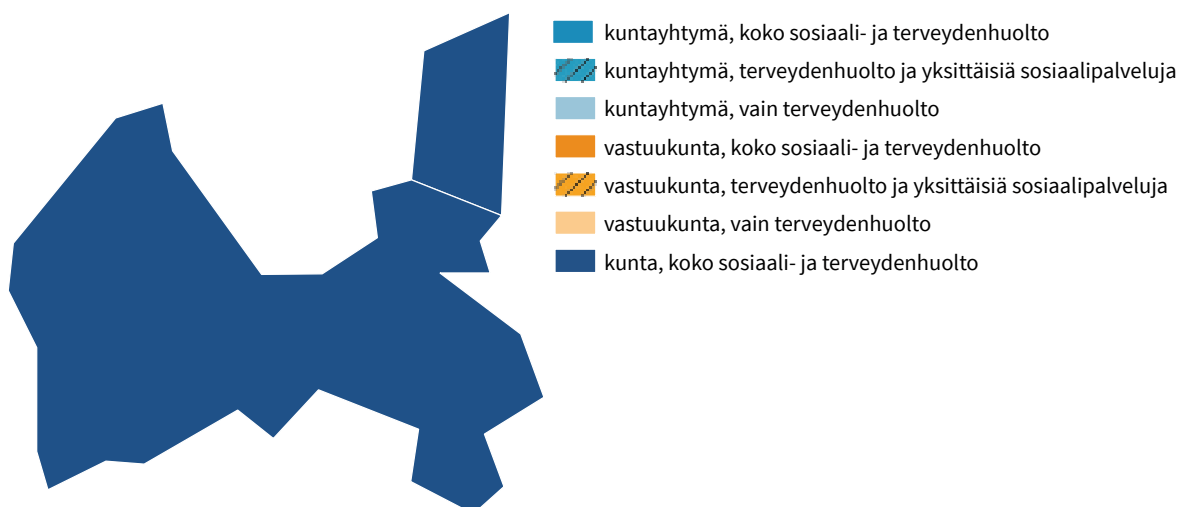 kuntayhtymä, koko sosiaali- ja terveydenhuolto
kuntayhtymä, terveydenhuolto ja yksittäisiä sosiaalipalveluja
kuntayhtymä, vain terveydenhuolto
vastuukunta, koko sosiaali- ja terveydenhuolto
vastuukunta, terveydenhuolto ja yksittäisiä sosiaalipalveluja
vastuukunta, vain terveydenhuolto
kunta, koko sosiaali- ja terveydenhuolto